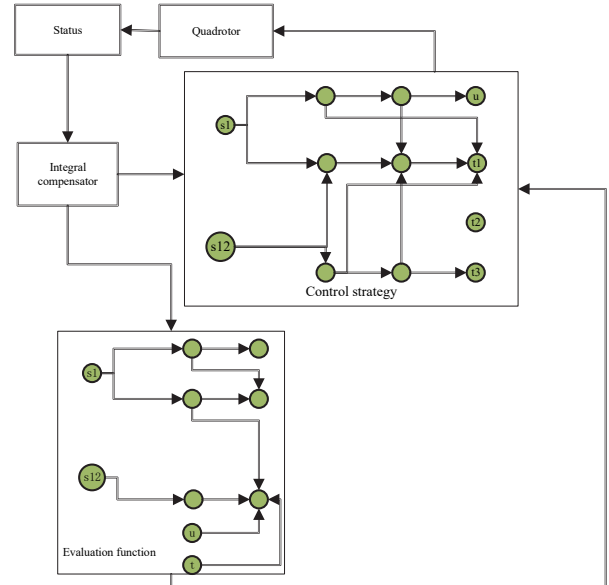 Status
Quadrotor
u
s1
Integral
compensator
t1
t2
s12
t3
Control strategy
s1
s12
u
Evaluation function
t